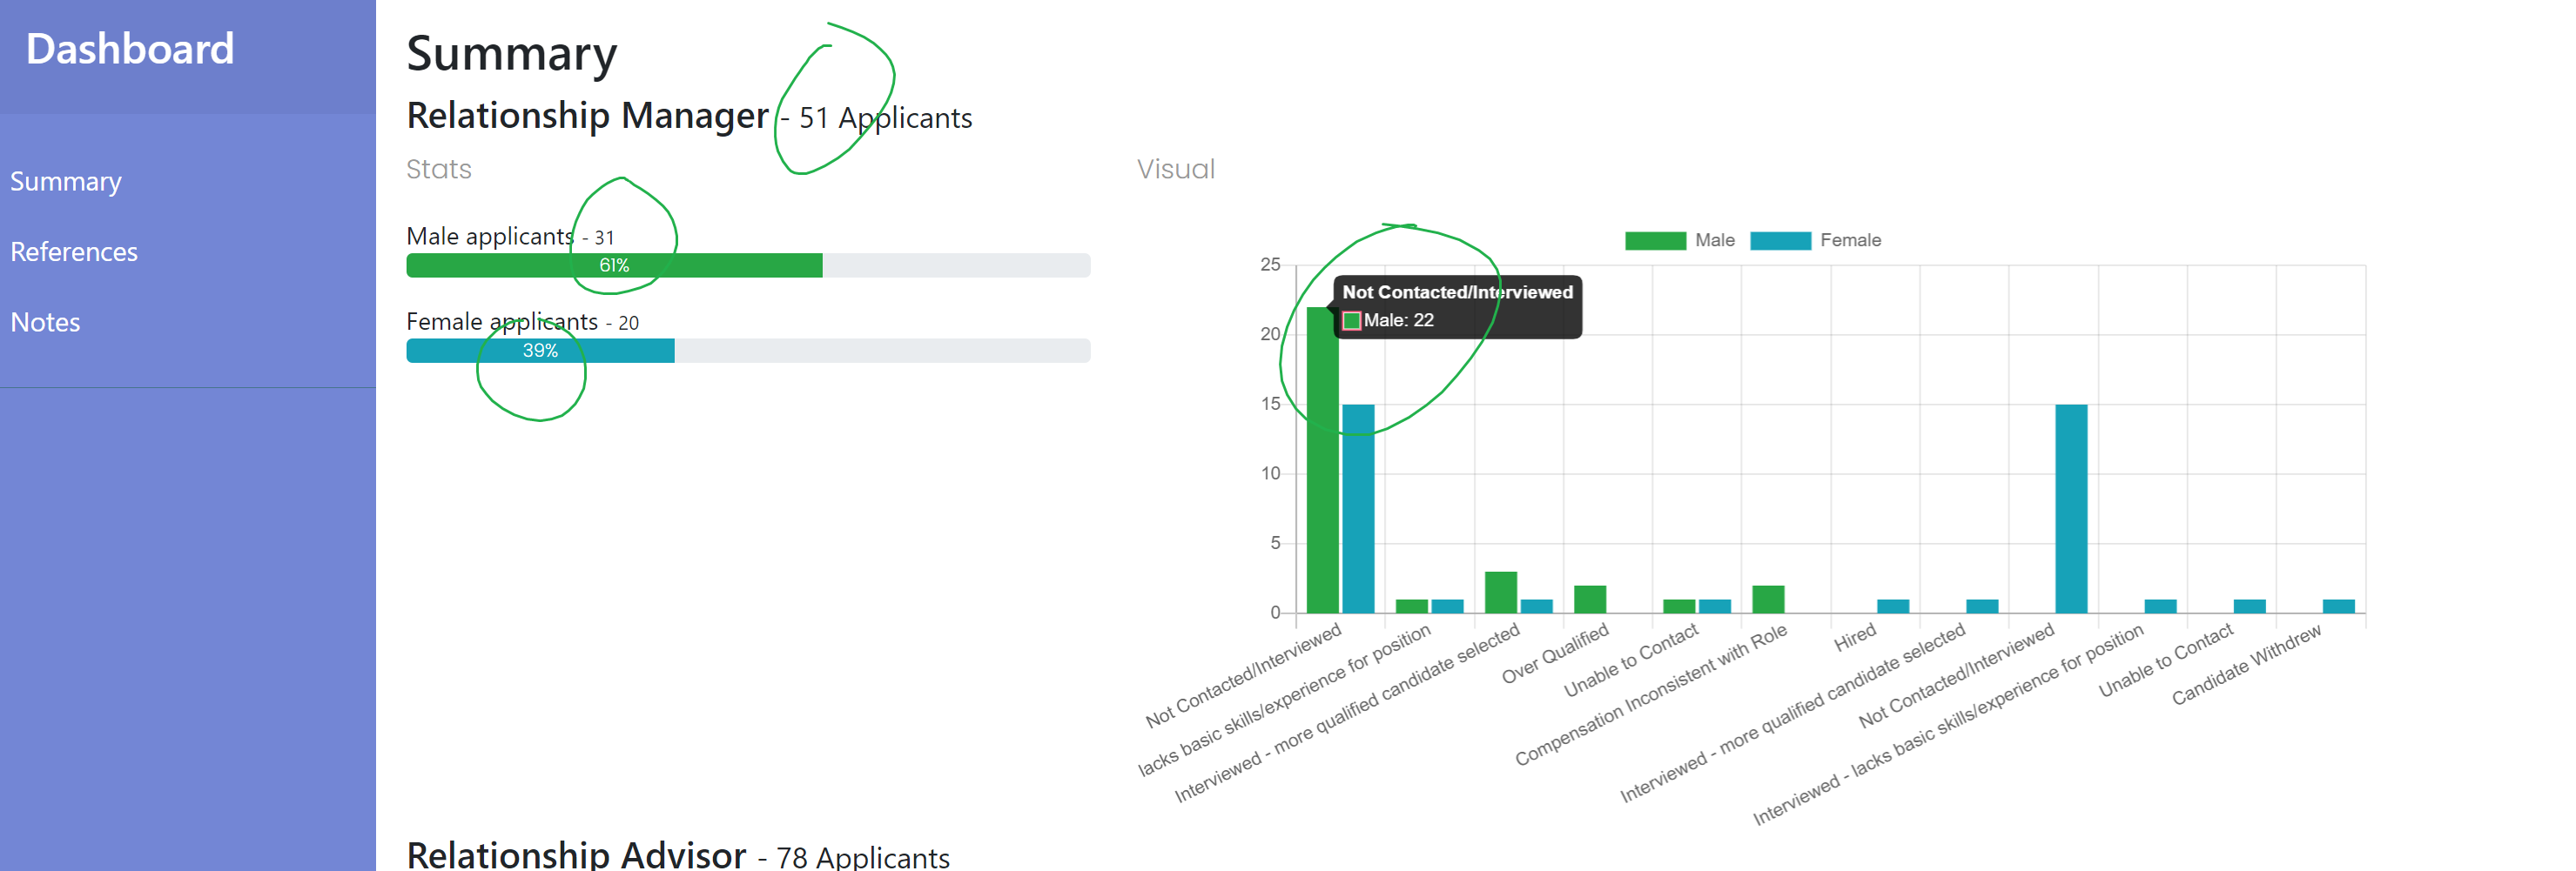 Dashboard
Summary
References
Notes
Summary
Relationship Manager - 51 Applicants
Stats
Male applicants - 31
61%
Female applicants - 20
39%
Visual
Male Female
25
20
15
10
5
0
Not Contacted/Interviewed
Male: 22
Not Contacted/Interviewed
lacks basic skills/experience for position
Interviewed - more qualified candidate selected
Over Qualified
Unable to Contact
Compensation Inconsistent with Role
Hired
Interviewed - more qualified candidate selected
Not Contacted/Interviewed
Interviewed - lacks basic skills/experience for position
Unable to Contact
Candidate Withdrew
Relationship Advisor - 78 Applicants